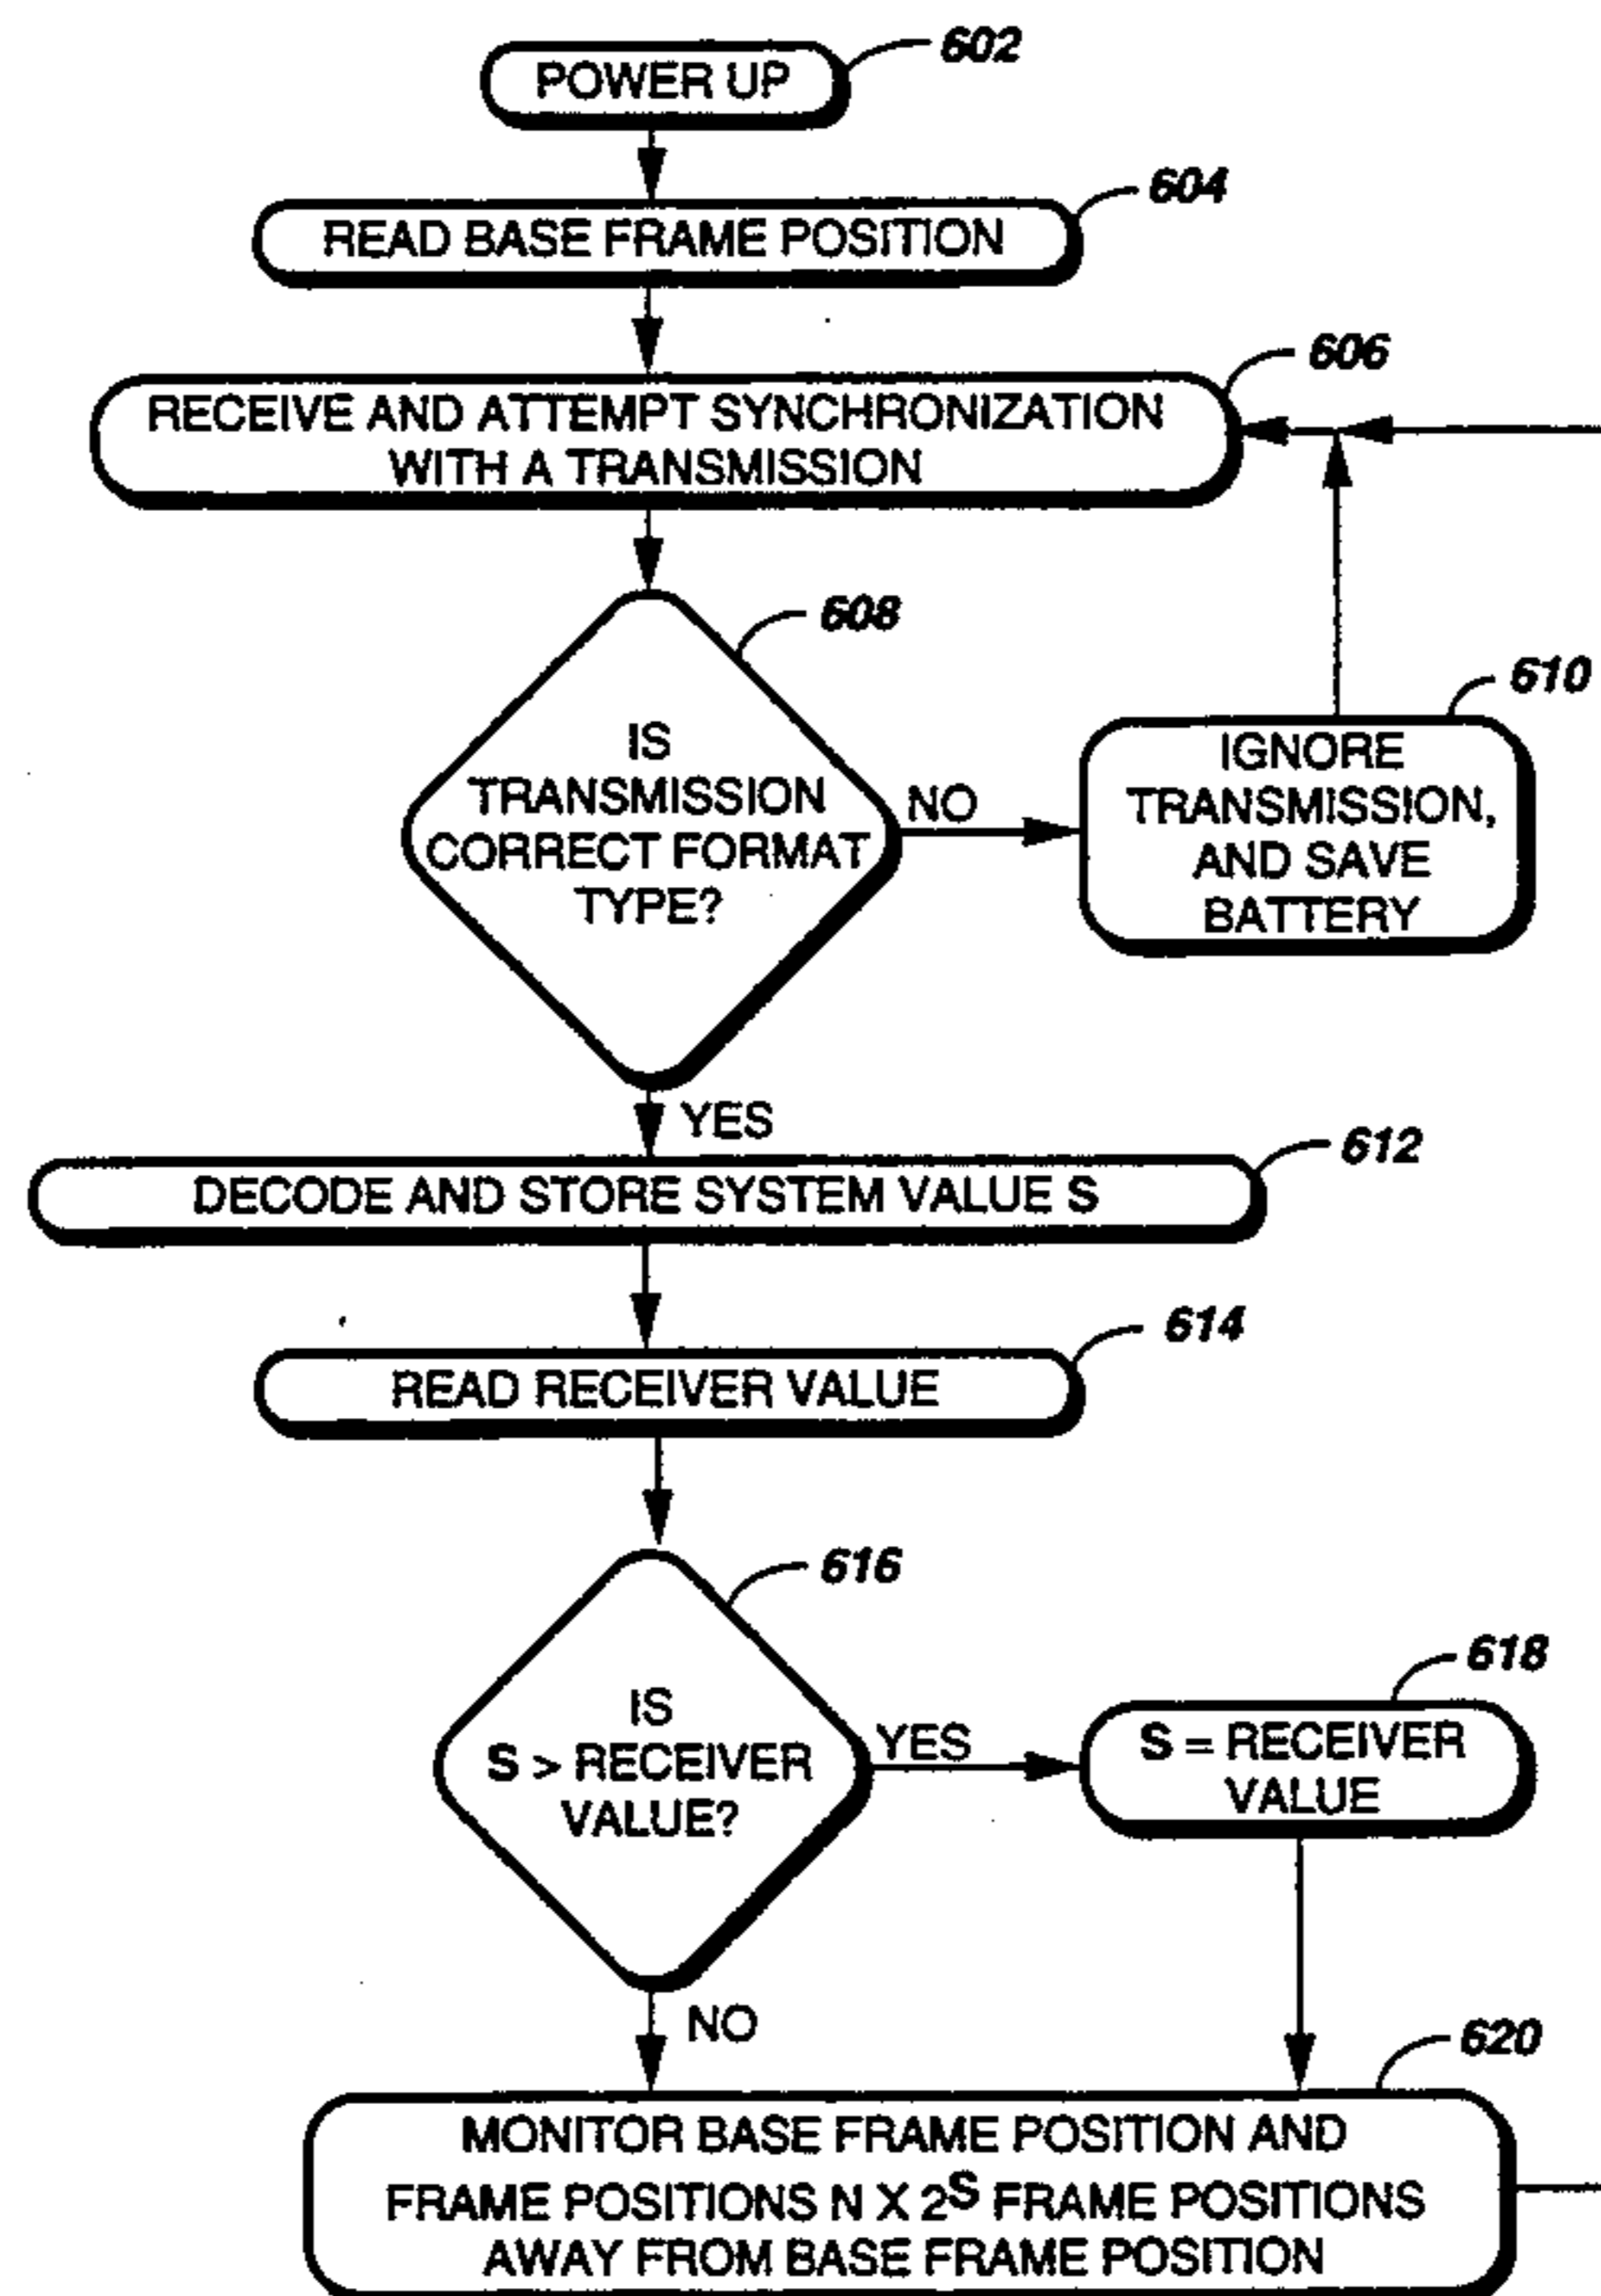 POWER UP
602
READ BASE FRAME POSITION
604
RECEIVE AND ATTEMPT SYNCHRONIZATION
WITH A TRANSMISSION
606
608
IS
TRANSMISSION
CORRECT FORMAT
TYPE?
NO
610
IGNORE
TRANSMISSION,
AND SAVE
BATTERY
YES
612
DECODE AND STORE SYSTEM VALUE S
614
READ RECEIVER VALUE
616
IS
S > RECEIVER
VALUE?
YES
618
S = RECEIVER
VALUE
NO
620
MONITOR BASE FRAME POSITION AND
FRAME POSITIONS N X 2^S FRAME POSITIONS
AWAY FROM BASE FRAME POSITION